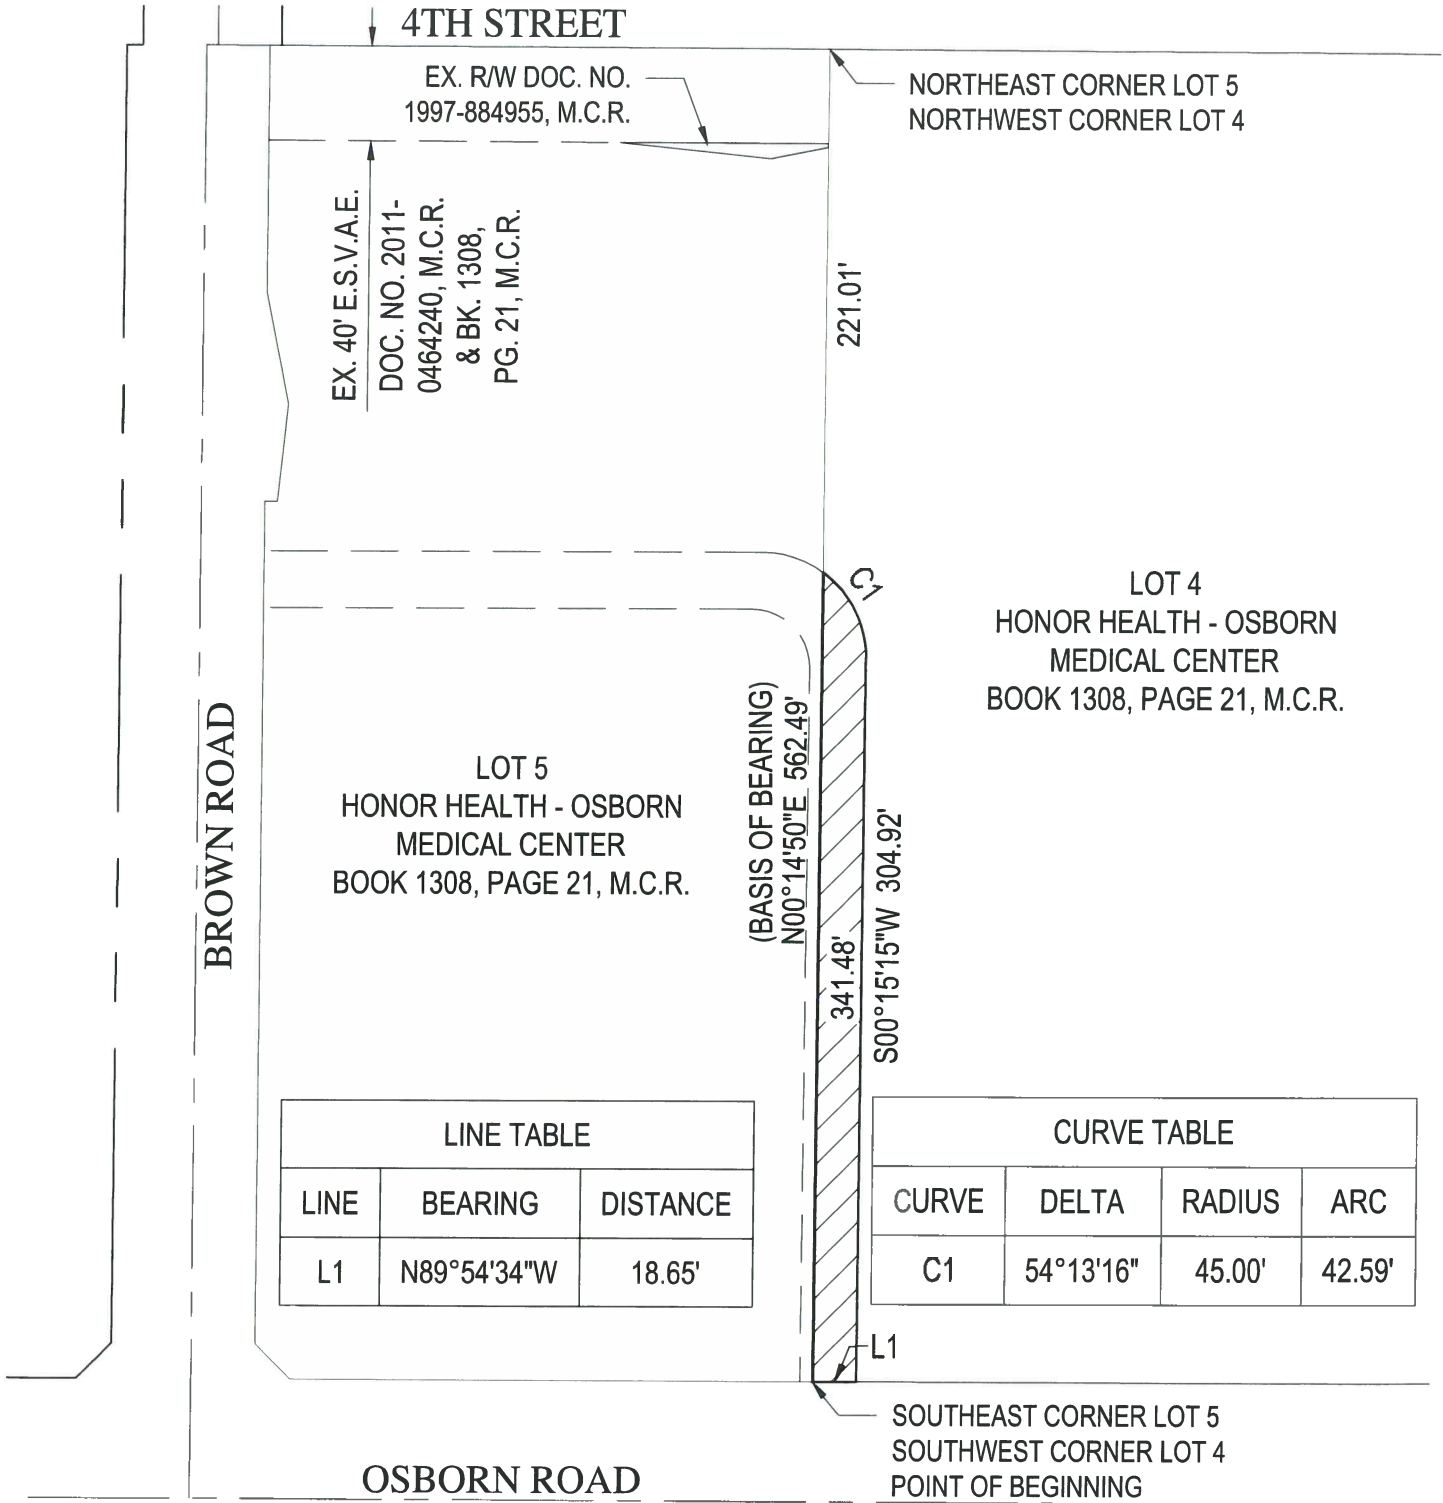 4TH STREET
EX. R/W DOC. NO.
1997-884955, M.C.R.
NORTHEAST CORNER LOT 5
NORTHWEST CORNER LOT 4
EX. 40' E.S.V.A.E.
DOC. NO. 2011-
0464240, M.C.R.
& BK. 1308,
PG. 21, M.C.R.
221.01'
C1
LOT 4
HONOR HEALTH - OSBORN
MEDICAL CENTER
BOOK 1308, PAGE 21, M.C.R.
BROWN ROAD
LOT 5
HONOR HEALTH - OSBORN
MEDICAL CENTER
BOOK 1308, PAGE 21, M.C.R.
(BASIS OF BEARING)
N00°14'50"E 562.49'
341.48'
S00°15'15"W 304.92'
LINE TABLE
LINE BEARING DISTANCE
L1 N89°54'34"W 18.65'
CURVE TABLE
CURVE DELTA RADIUS ARC
C1 54°13'16" 45.00' 42.59'
L1
SOUTHEAST CORNER LOT 5
SOUTHWEST CORNER LOT 4
POINT OF BEGINNING
OSBORN ROAD